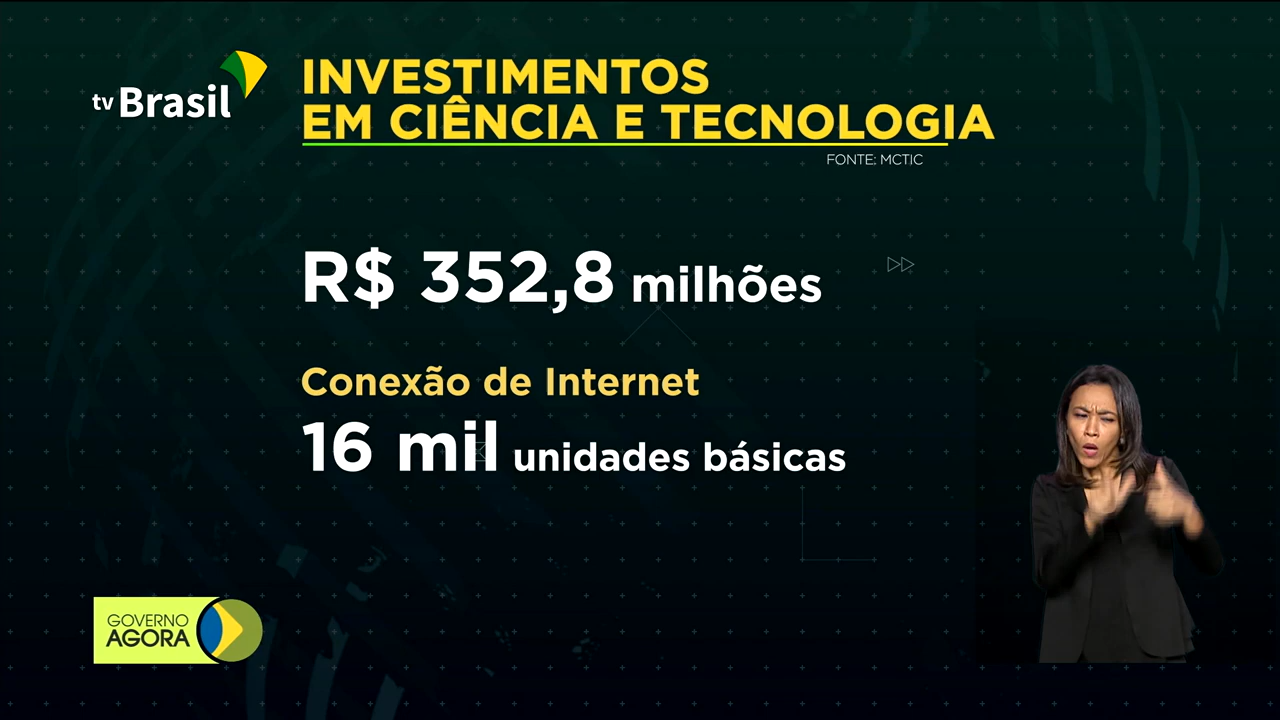 tv Brasil
INVESTIMENTOS
EM CIÊNCIA E TECNOLOGIA
FONTE: MCTIC
R$ 352,8 milhões
Conexão de Internet
16 mil unidades básicas
GOVERNO
AGORA